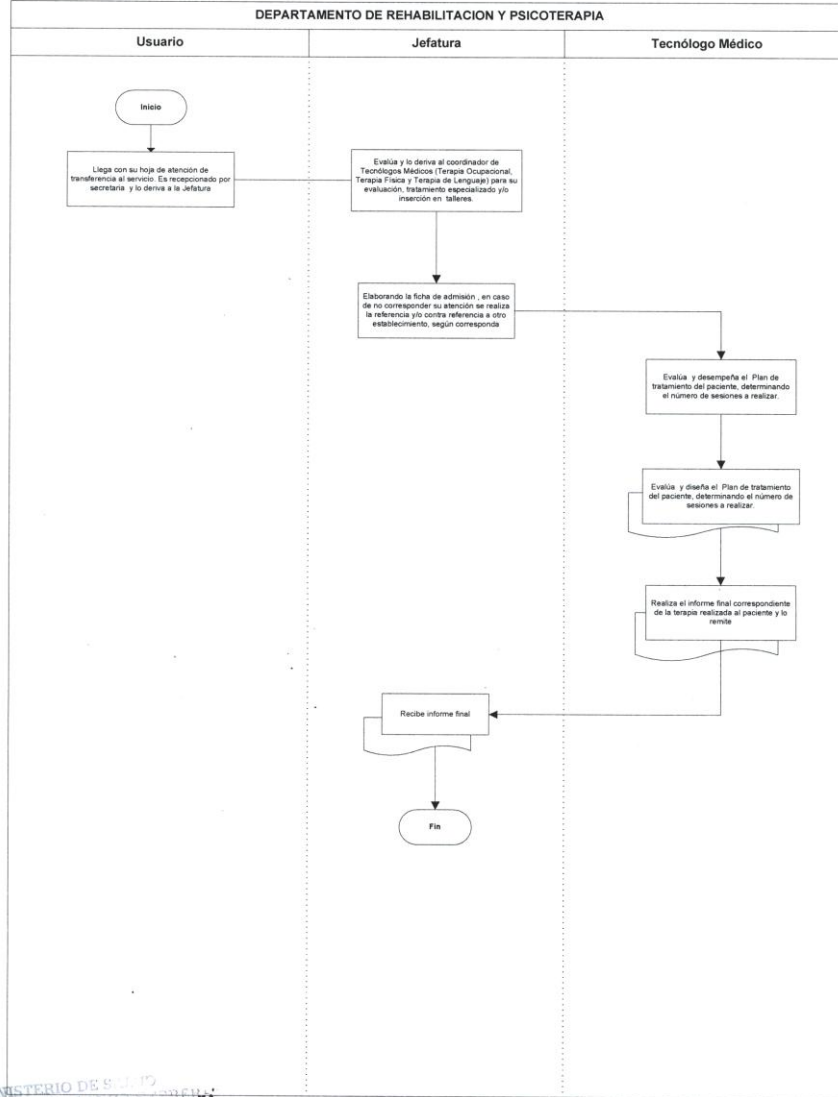 DEPARTAMENTO DE REHABILITACION Y PSICOTERAPIA
Usuario
Jefatura
Tecnólogo Médico
Inicio
Llega con su hoja de atención de
transferencia al servicio. Es recepcionado por
secretaria y lo deriva a la Jefatura
Evalúa y lo deriva al coordinador de
Tecnólogos Médicos (Terapia Ocupacional,
Terapia Física y Terapia de Lenguaje) para su
evaluación, tratamiento especializado y/o
inserción en talleres.
Elaborando la ficha de admisión , en caso
de no corresponder su atención se realiza
la referencia y/o contra referencia a otro
establecimiento, según corresponda
Evalúa y desempeña el Plan de
tratamiento del paciente, determinando
el número de sesiones a realizar.
Evalúa y diseña el Plan de tratamiento
del paciente, determinando el número de
sesiones a realizar.
Realiza el informe final correspondiente
de la terapia realizada al paciente y lo
remite
Recibe informe final
Fin
DE